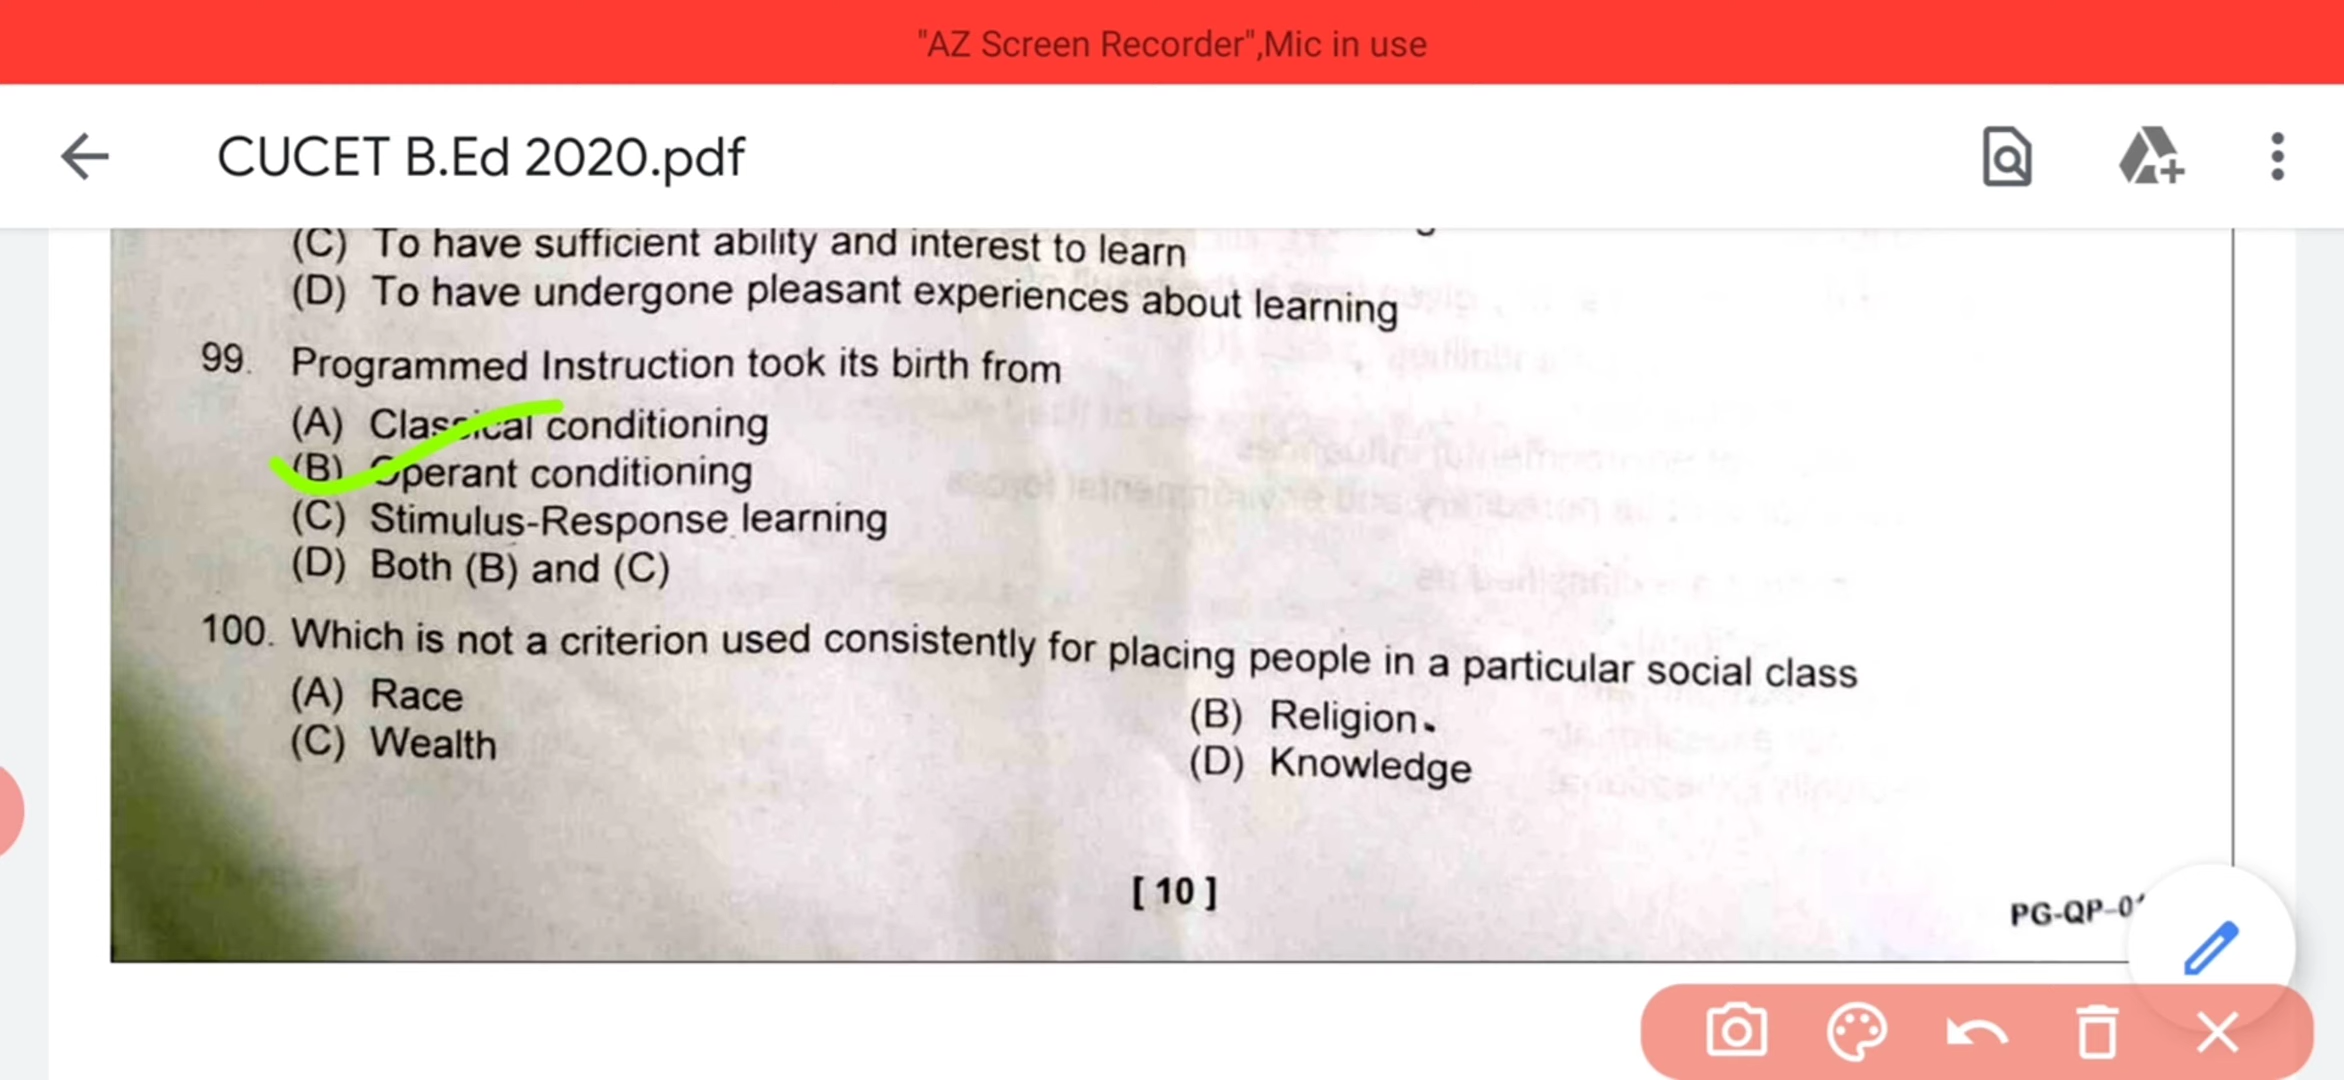 "AZ Screen Recorder",Mic in use
CUCET B.Ed 2020.pdf
(C) To have sufficient ability and interest to learn
(D) To have undergone pleasant experiences about learning
99. Programmed Instruction took its birth from
(A) Classical conditioning
(B) Operant conditioning
(C) Stimulus-Response learning
(D) Both (B) and (C)
100. Which is not a criterion used consistently for placing people in a particular social class
(A) Race
(B) Religion
(C) Wealth
(D) Knowledge
[ 10 ]
PG-QP-0